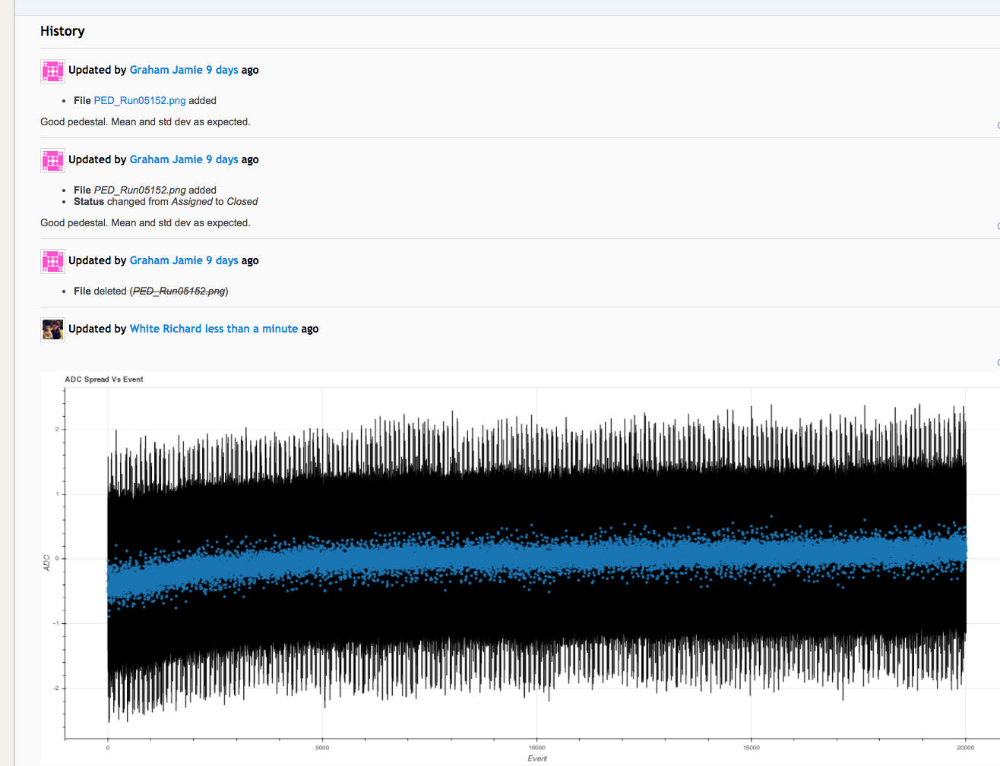 History
Updated by Graham Jamie 9 days ago
File PED_Run05152.png added
Good pedestal. Mean and std dev as expected.
Updated by Graham Jamie 9 days ago
File PED_Run05152.png added
Status changed from Assigned to Closed
Good pedestal. Mean and std dev as expected.
Updated by Graham Jamie 9 days ago
File deleted (PED_Run05152.png)
Updated by White Richard less than a minute ago
ADC Spread Vs Event
2
1
0
-1
-2
ADC
0 5000 10000 15000 20000
Event